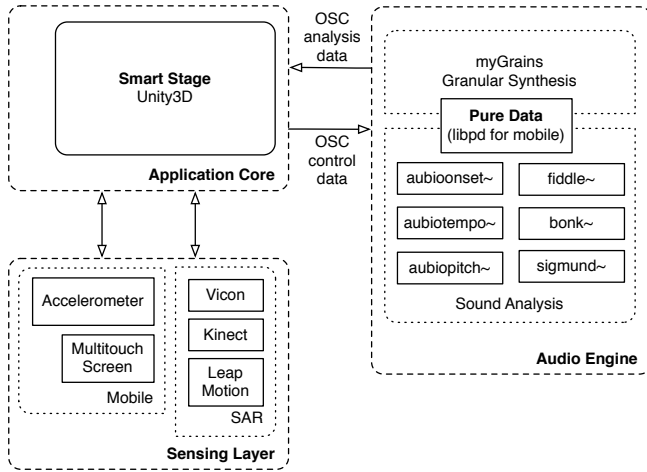 Smart Stage
Unity3D
Application Core
OSC
analysis
data
OSC
control
data
myGrains
Granular Synthesis
Pure Data
(libpd for mobile)
aubioonset~
fiddle~
aubiotempo~
bonk~
aubiopitch~
sigmund~
Sound Analysis
Audio Engine
Accelerometer
Multitouch
Screen
Mobile
Vicon
Kinect
Leap
Motion
SAR
Sensing Layer